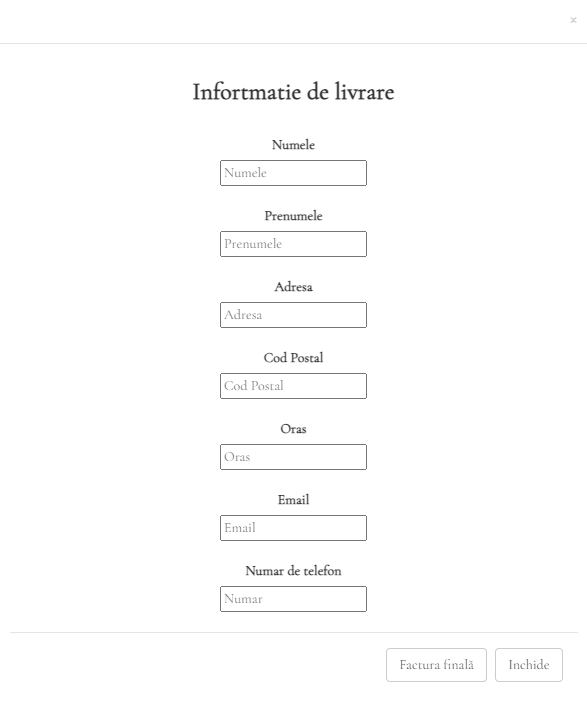 ×
Infortmatie de livrare
Numele
Numele
Prenumele
Prenumele
Adresa
Adresa
Cod Postal
Cod Postal
Oras
Oras
Email
Email
Numar de telefon
Numar
Factura finală Inchide